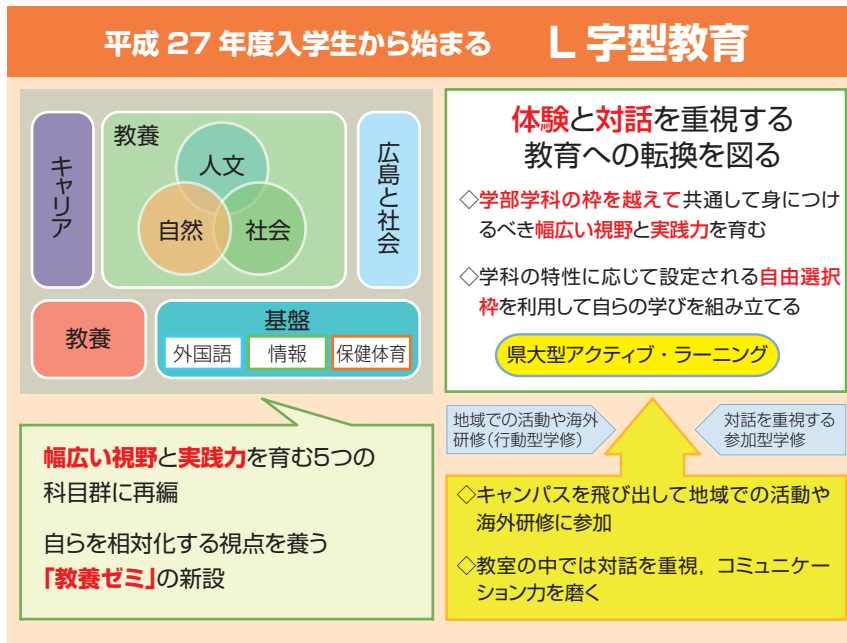 平成 27 年度入学生から始まる L 字型教育
キャリア
教養
人文
自然
社会
広島と社会
教養
基盤
外国語
情報
保健体育
幅広い視野と実践力を育む5つの
科目群に再編
自らを相対化する視点を養う
「教養ゼミ」の新設
体験と対話を重視する
教育への転換を図る
◇学部学科の枠を越えて共通して身につけ
るべき幅広い視野と実践力を育む
◇学科の特性に応じて設定される自由選択
枠を利用して自らの学びを組み立てる
県大型アクティブ・ラーニング
地域での活動や海外
研修（行動型学修）
対話を重視する
参加型学修
◇キャンパスを飛び出して地域での活動や
海外研修に参加
◇教室の中では対話を重視，コミュニケー
ション力を磨く